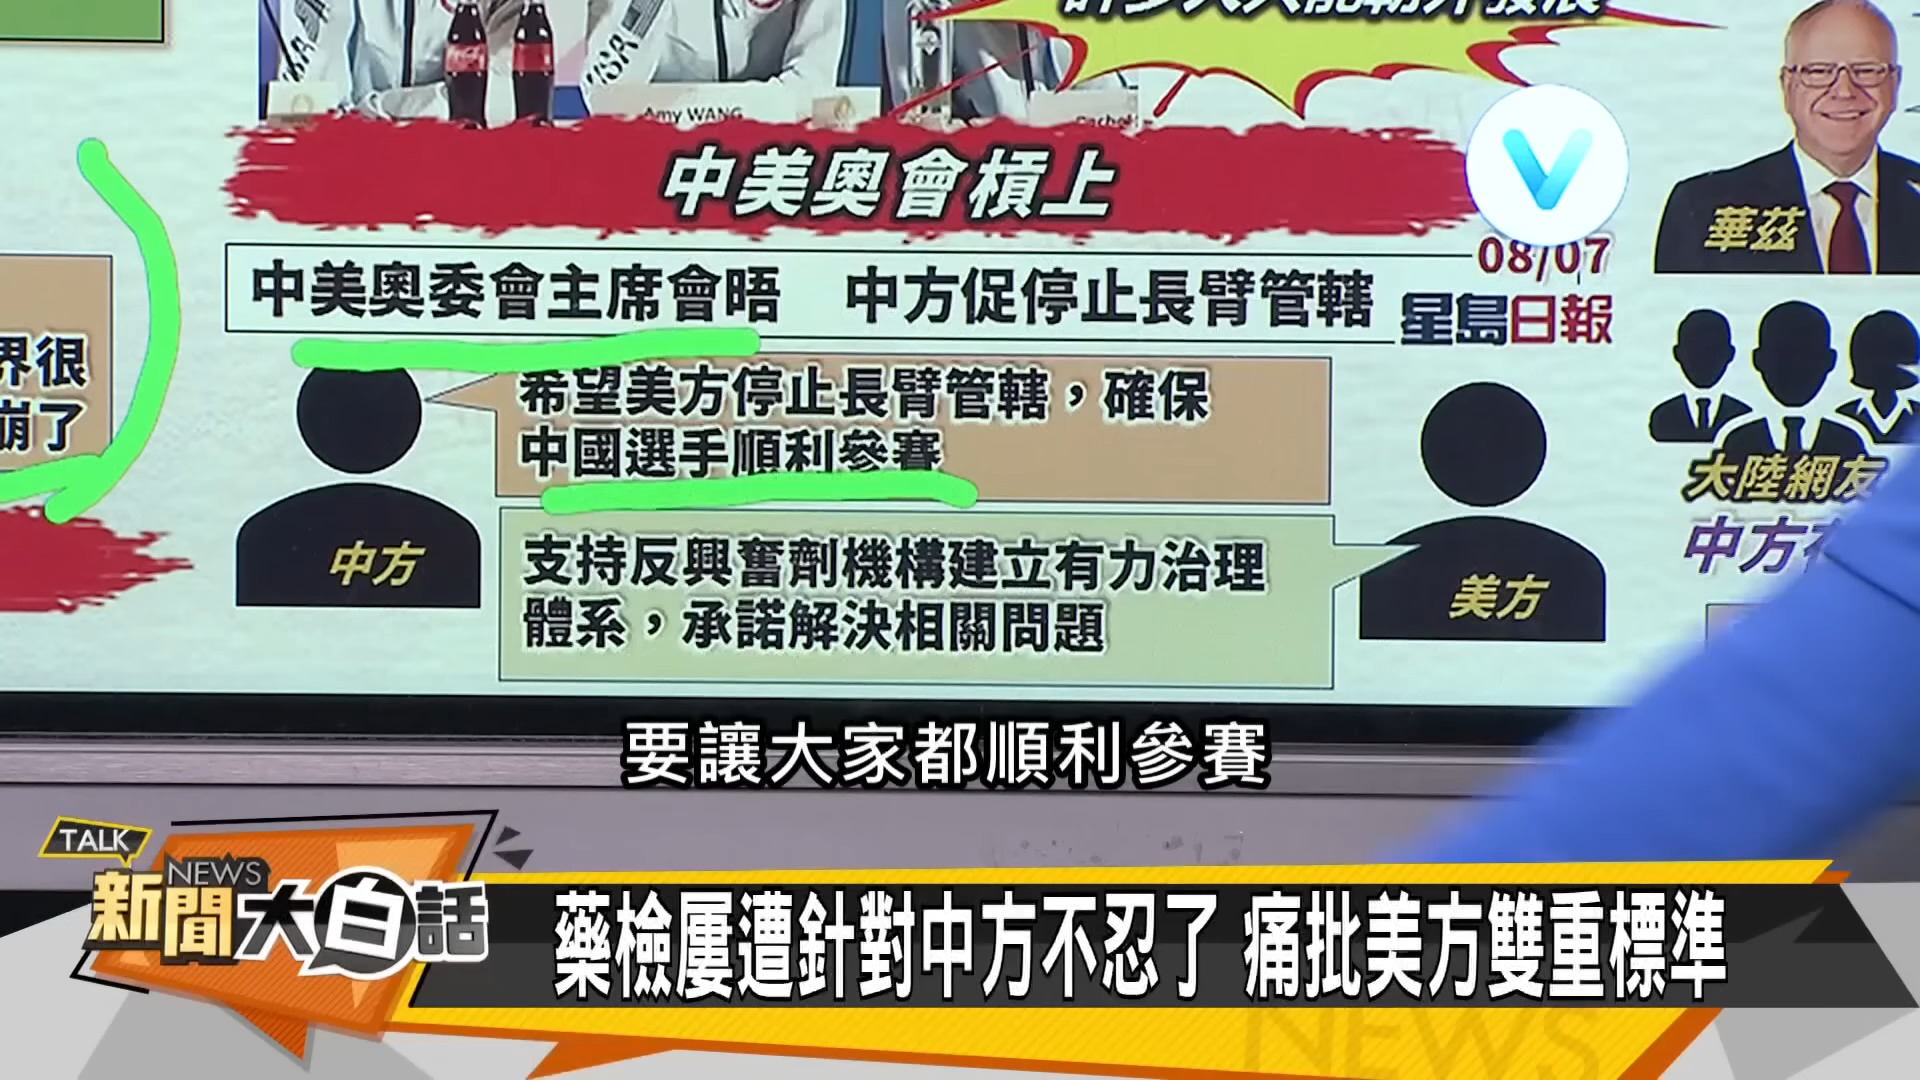 USA
USA
Amy WANG
中美奧會槓上
08/07
中美奧委會主席會晤 中方促停止長臂管轄
星島日報
華茲
界很
崩了
希望美方停止長臂管轄，確保
中國選手順利參賽
中方
支持反興奮劑機構建立有力治理
體系，承諾解決相關問題
美方
大陸網友
中方
要讓大家都順利參賽
TALK
NEWS
新聞大白話
藥檢屢遭針對中方不忍了 痛批美方雙重標準
NEWS